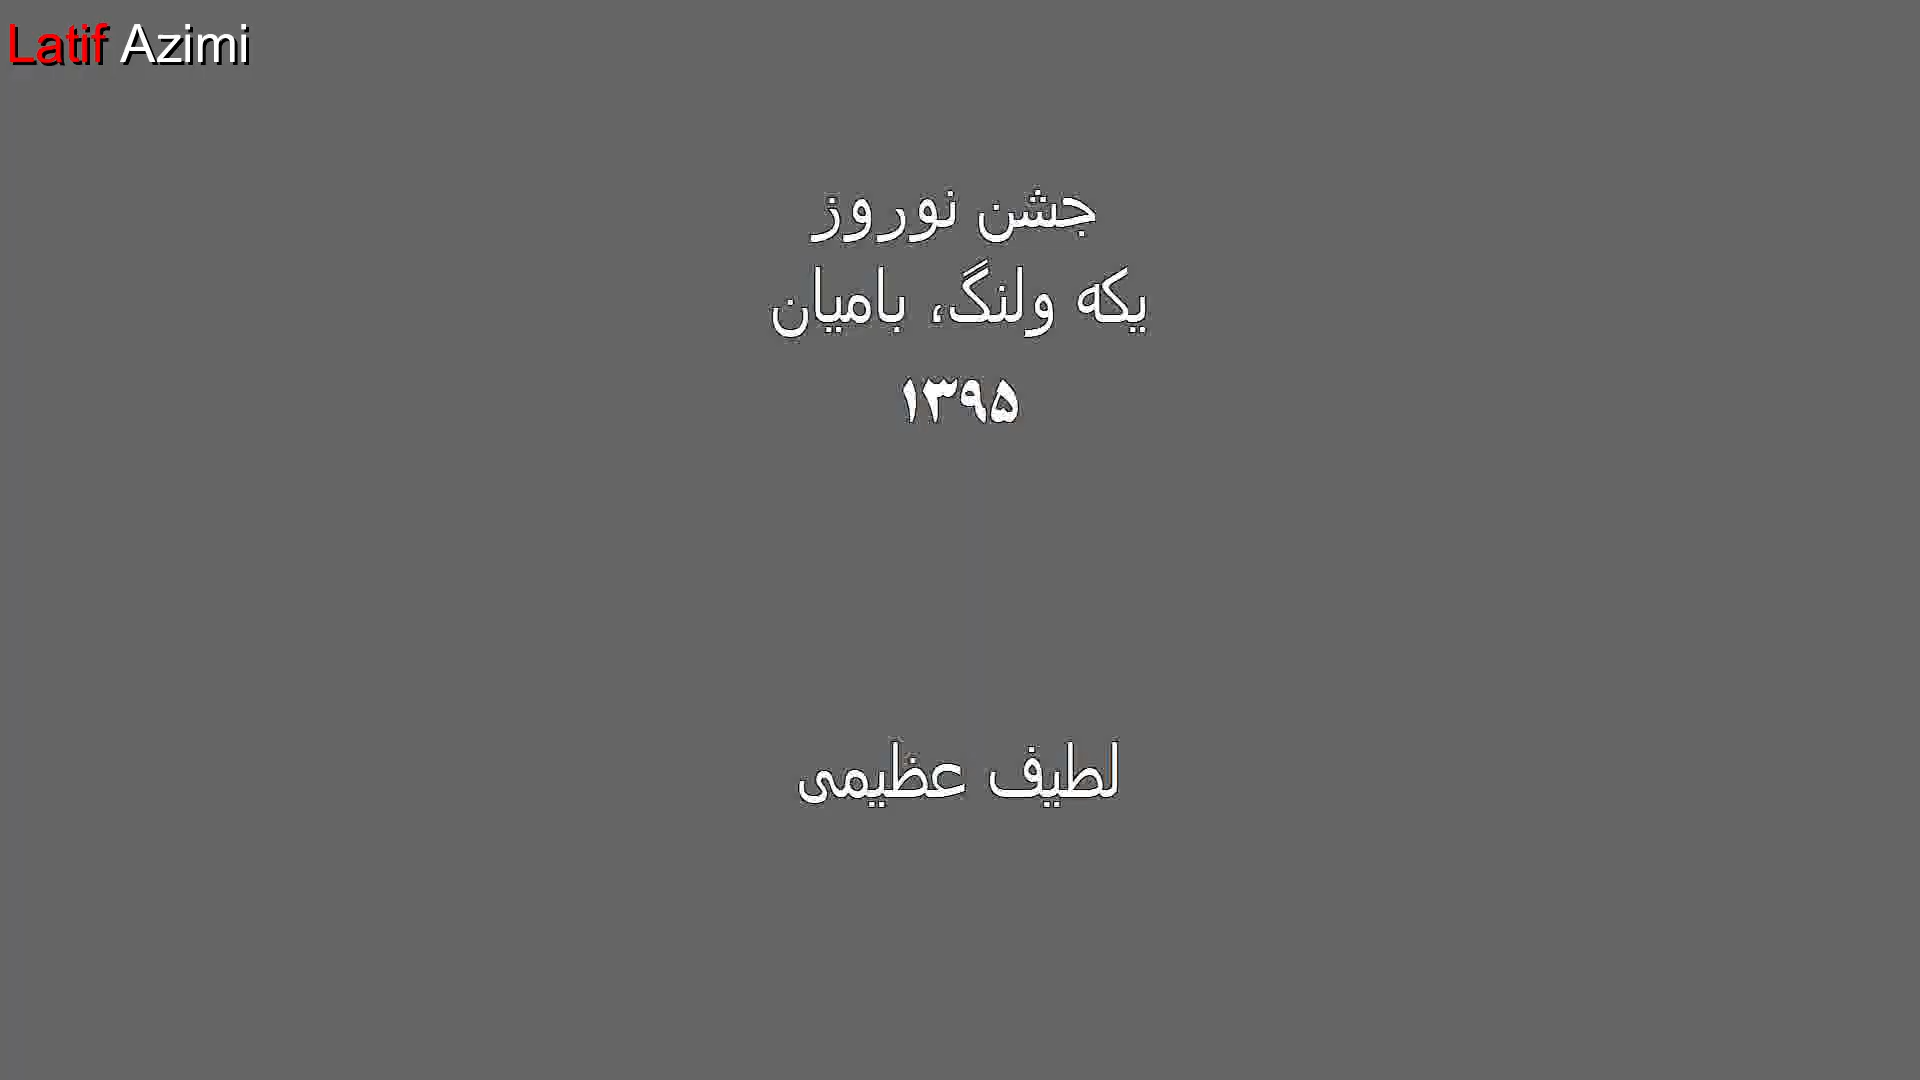 Latif Azimi
جشن نوروز
یکه ولنگ، بامیان
۱۳۹۵
لطیف عظیمی